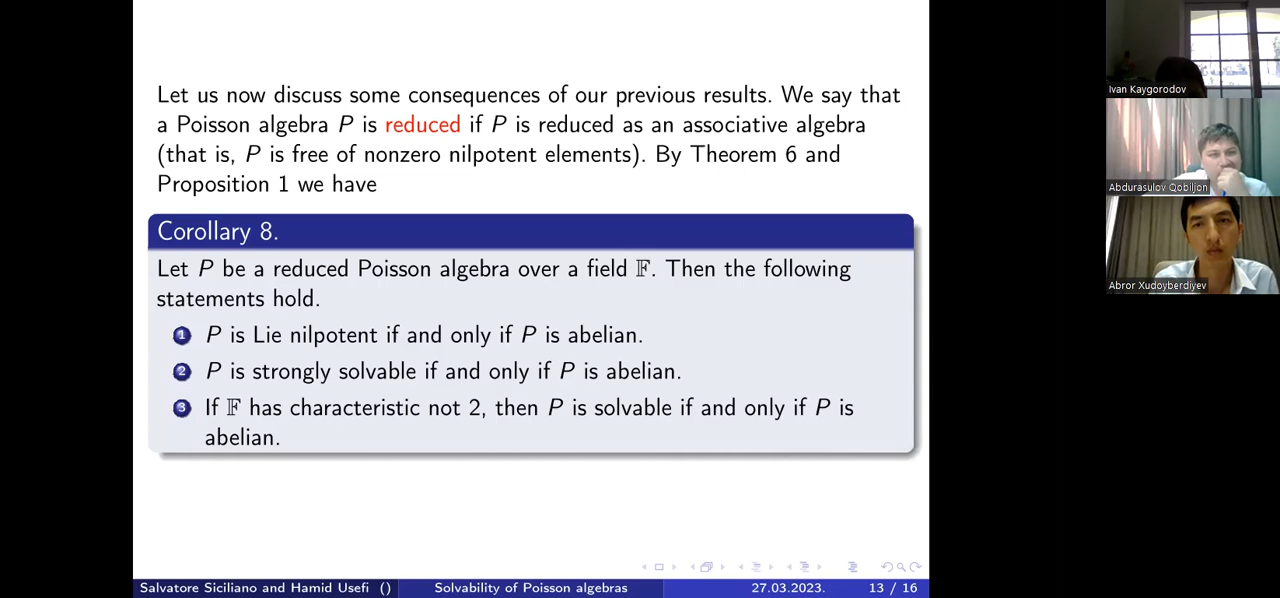 Let us now discuss some consequences of our previous results. We say that
a Poisson algebra P is reduced if P is reduced as an associative algebra
(that is, P is free of nonzero nilpotent elements). By Theorem 6 and
Proposition 1 we have
Corollary 8.
Let P be a reduced Poisson algebra over a field 𝔽. Then the following
statements hold.
1 P is Lie nilpotent if and only if P is abelian.
2 P is strongly solvable if and only if P is abelian.
3 If 𝔽 has characteristic not 2, then P is solvable if and only if P is
abelian.
Salvatore Siciliano and Hamid Usefi () Solvability of Poisson algebras 27.03.2023. 13 / 16
Ivan Kaygorodov
Abdurasulov Qobiljon
Abror Xudoyberdiyev